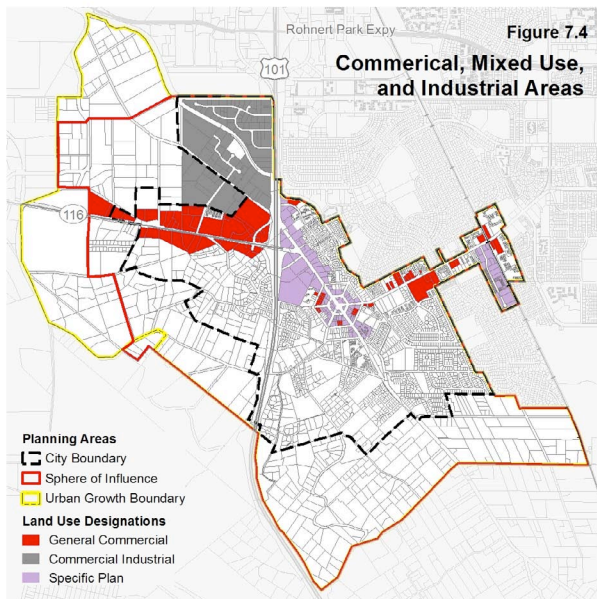 Rohnert Park Expy
Figure 7.4
Commerical, Mixed Use,
and Industrial Areas
101
116
Planning Areas
City Boundary
Sphere of Influence
Urban Growth Boundary
Land Use Designations
General Commercial
Commercial Industrial
Specific Plan